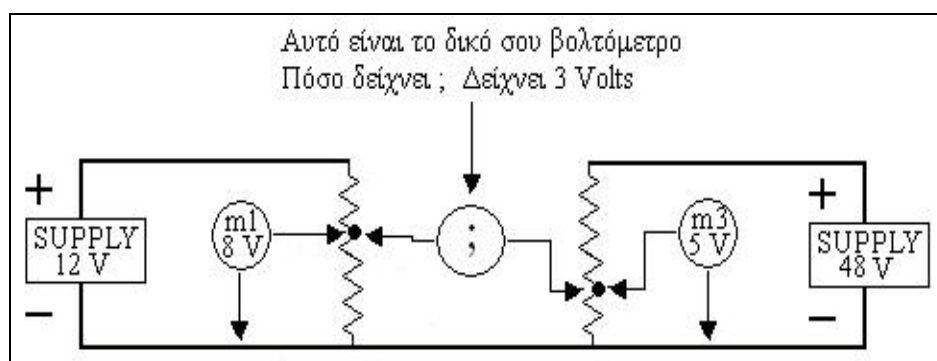 Αυτό είναι το δικό σου βολτόμετρο
Πόσο δείχνει ; Δείχνει 3 Volts
+
SUPPLY
12 V
−
m1
8 V
;
m3
5 V
+
SUPPLY
48 V
−